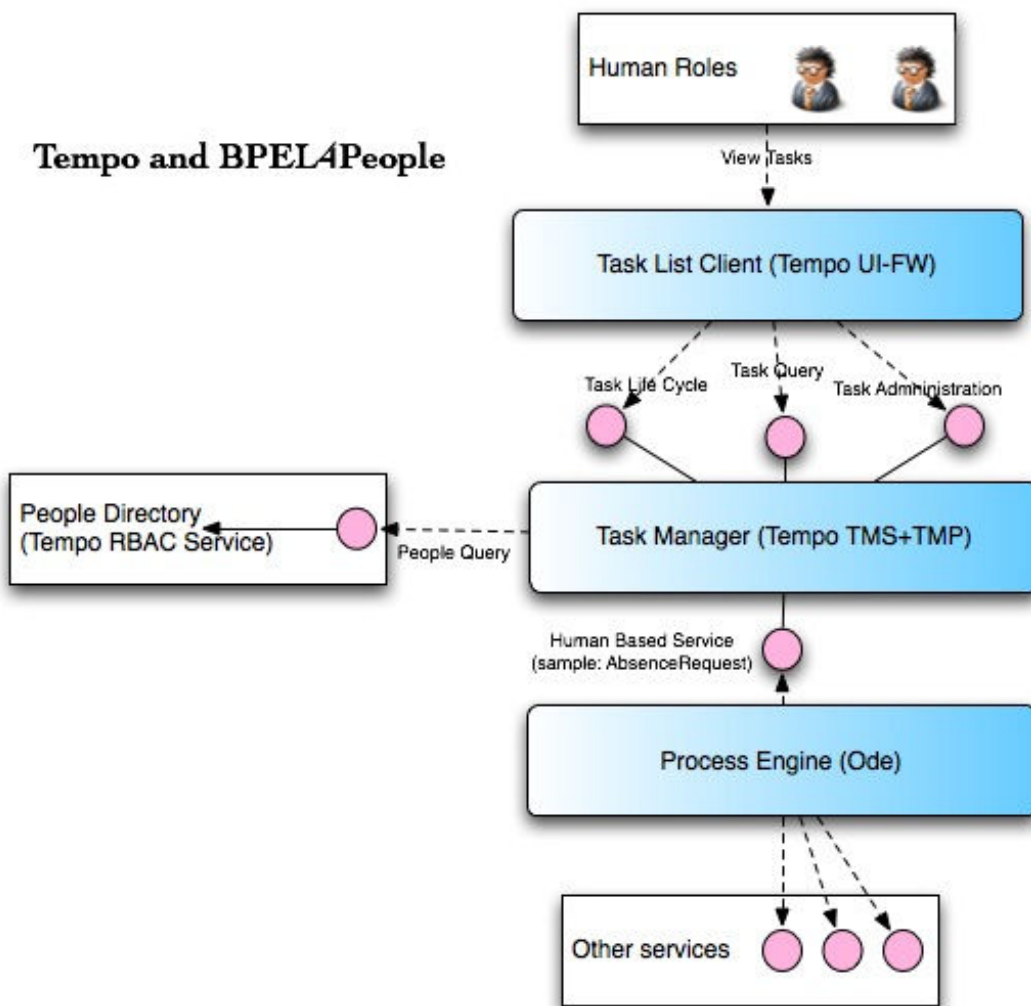 Human Roles
Tempo and BPEL4People
View Tasks
Task List Client (Tempo UI-FW)
Task Life Cycle
Task Query
Task Admhinistration
People Directory
(Tempo RBAC Service)
People Query
Task Manager (Tempo TMS+TMP)
Human Based Service
(sample: AbsenceRequest)
Process Engine (Ode)
Other services